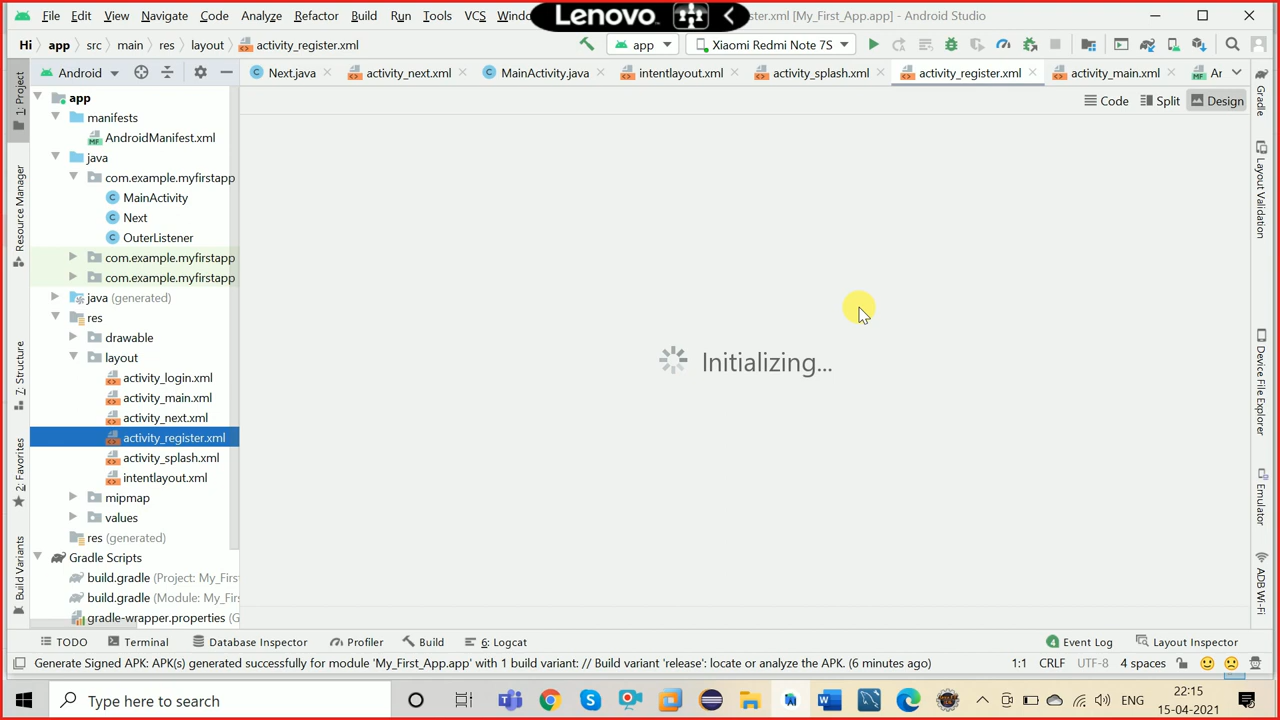 File Edit View Navigate Code Analyze Refactor Build Run Tools VCS Windo
Lenovo
ster.xml [My_First_App.app] - Android Studio
Hi app src main res layout activity_register.xml
app Xiaomi Redmi Note 7S
Android
Next.java activity_next.xml MainActivity.java intentlayout.xml activity_splash.xml activity_register.xml activity_main.xml Ar
Code Split Design
1: Project
Resource Manager
7: Structure
2: Favorites
Build Variants
app
manifests
AndroidManifest.xml
java
com.example.myfirstapp
MainActivity
Next
OuterListener
com.example.myfirstapp
com.example.myfirstapp
java (generated)
res
drawable
layout
activity_login.xml
activity_main.xml
activity_next.xml
activity_register.xml
activity_splash.xml
intentlayout.xml
mipmap
values
res (generated)
Gradle Scripts
build.gradle (Project: My_Firs
build.gradle (Module: My_Firs
gradle-wrapper.properties (G
Initializing...
Gradle
Layout Validation
Device File Explorer
Emulator
ADB Wi-Fi
TODO Terminal Database Inspector Profiler Build 6: Logcat
4 Event Log Layout Inspector
Generate Signed APK: APK(s) generated successfully for module 'My_First_App.app' with 1 build variant: // Build variant 'release': locate or analyze the APK. (6 minutes ago)
1:1 CRLF UTF-8 4 spaces
Type here to search
ENG
22:15
15-04-2021